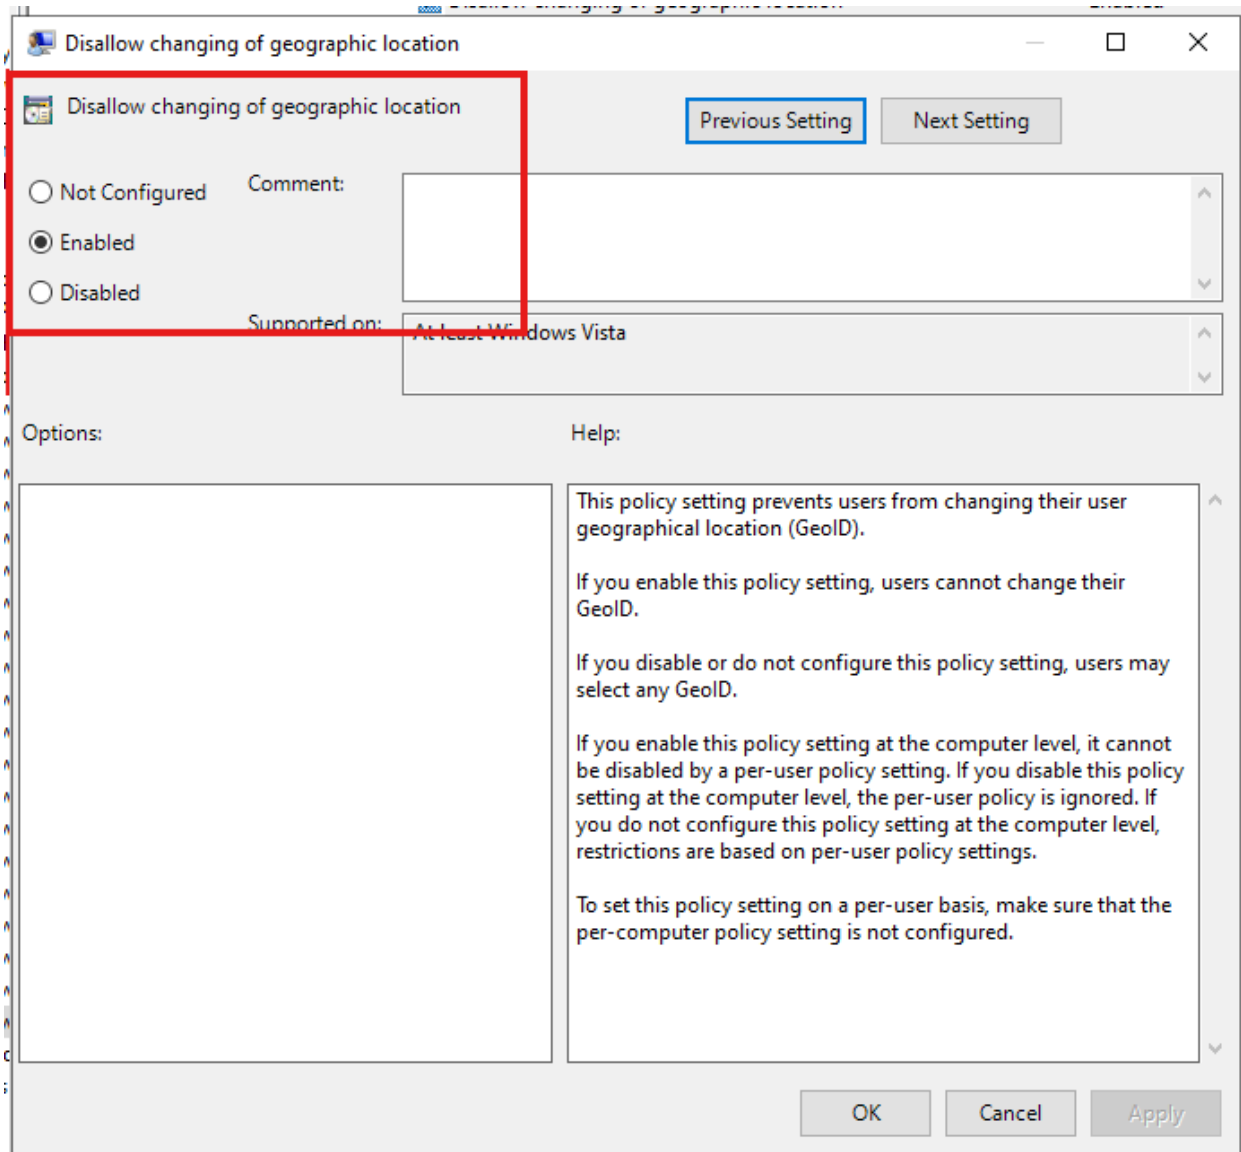 Disallow changing of geographic location
Disallow changing of geographic location
Previous Setting
Next Setting
Not Configured
Comment:
Enabled
Disabled
Supported on:
At least Windows Vista
Options:
Help:
This policy setting prevents users from changing their user
geographical location (GeoID).
If you enable this policy setting, users cannot change their
GeoID.
If you disable or do not configure this policy setting, users may
select any GeoID.
If you enable this policy setting at the computer level, it cannot
be disabled by a per-user policy setting. If you disable this policy
setting at the computer level, the per-user policy is ignored. If
you do not configure this policy setting at the computer level,
restrictions are based on per-user policy settings.
To set this policy setting on a per-user basis, make sure that the
per-computer policy setting is not configured.
OK
Cancel
Apply